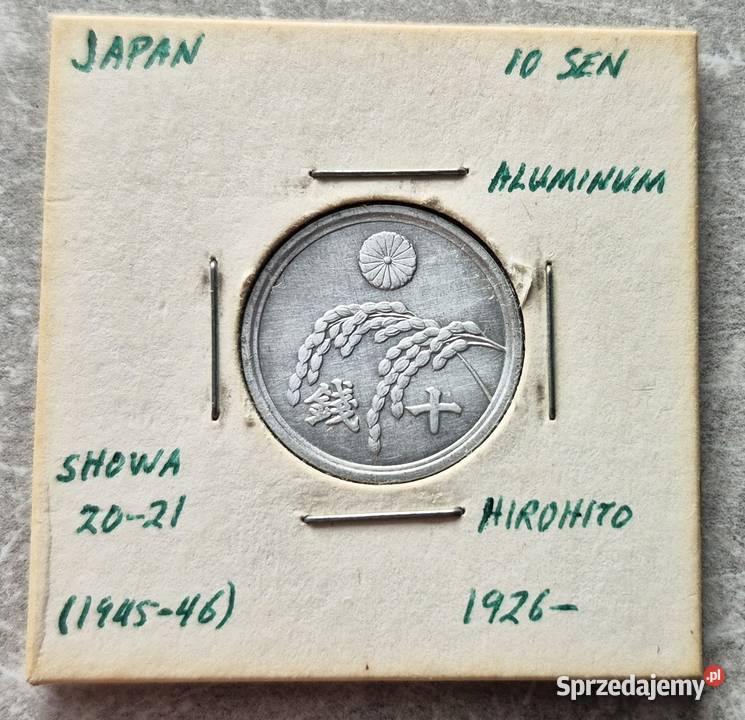 JAPAN
10 SEN
ALUMINUM
銭十
SHOWA
20-21
(1945-46)
HIROHITO
1926-
Sprzedajemy.pl